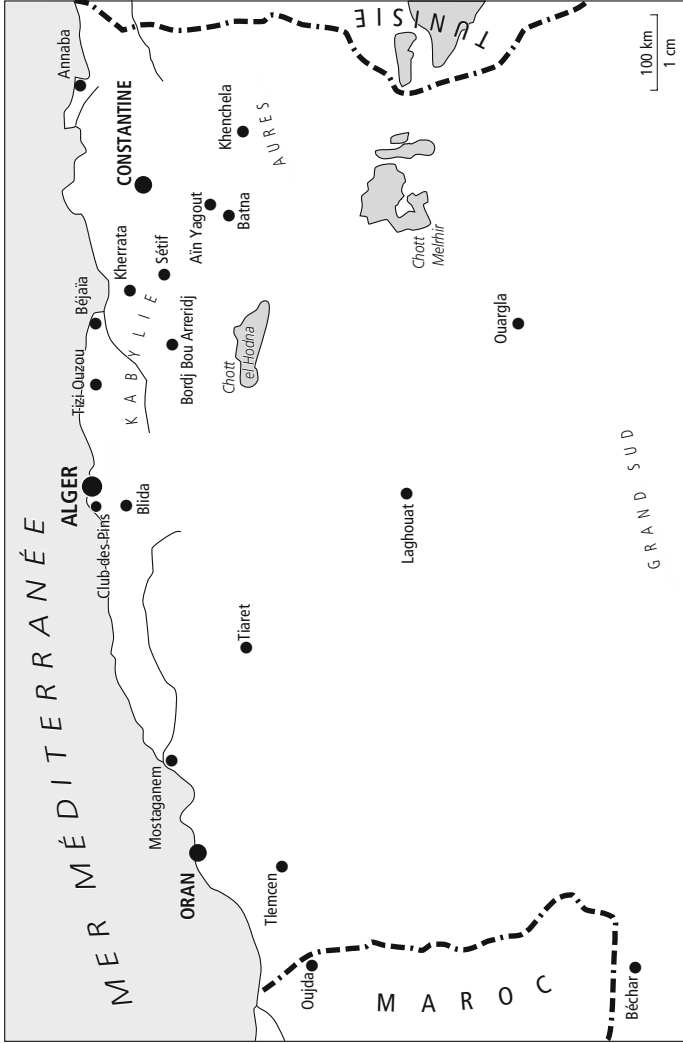 MER MÉDITERRANÉE
ALGER
Club-des-Pins
Blida
Tizi-Ouzou
Béjaïa
Kherrata
KABYLIE
Sétif
Bordj Bou Arreridj
CONSTANTINE
Annaba
Aïn Yagout
Batna
Khenchela
AURES
TUNISIE
Chott
el Hodna
Chott
Melrhir
Mostaganem
ORAN
Tlemcen
Tiaret
Laghouat
Ouargla
GRAND SUD
Oujda
MAROC
Béchar
100 km
1 cm